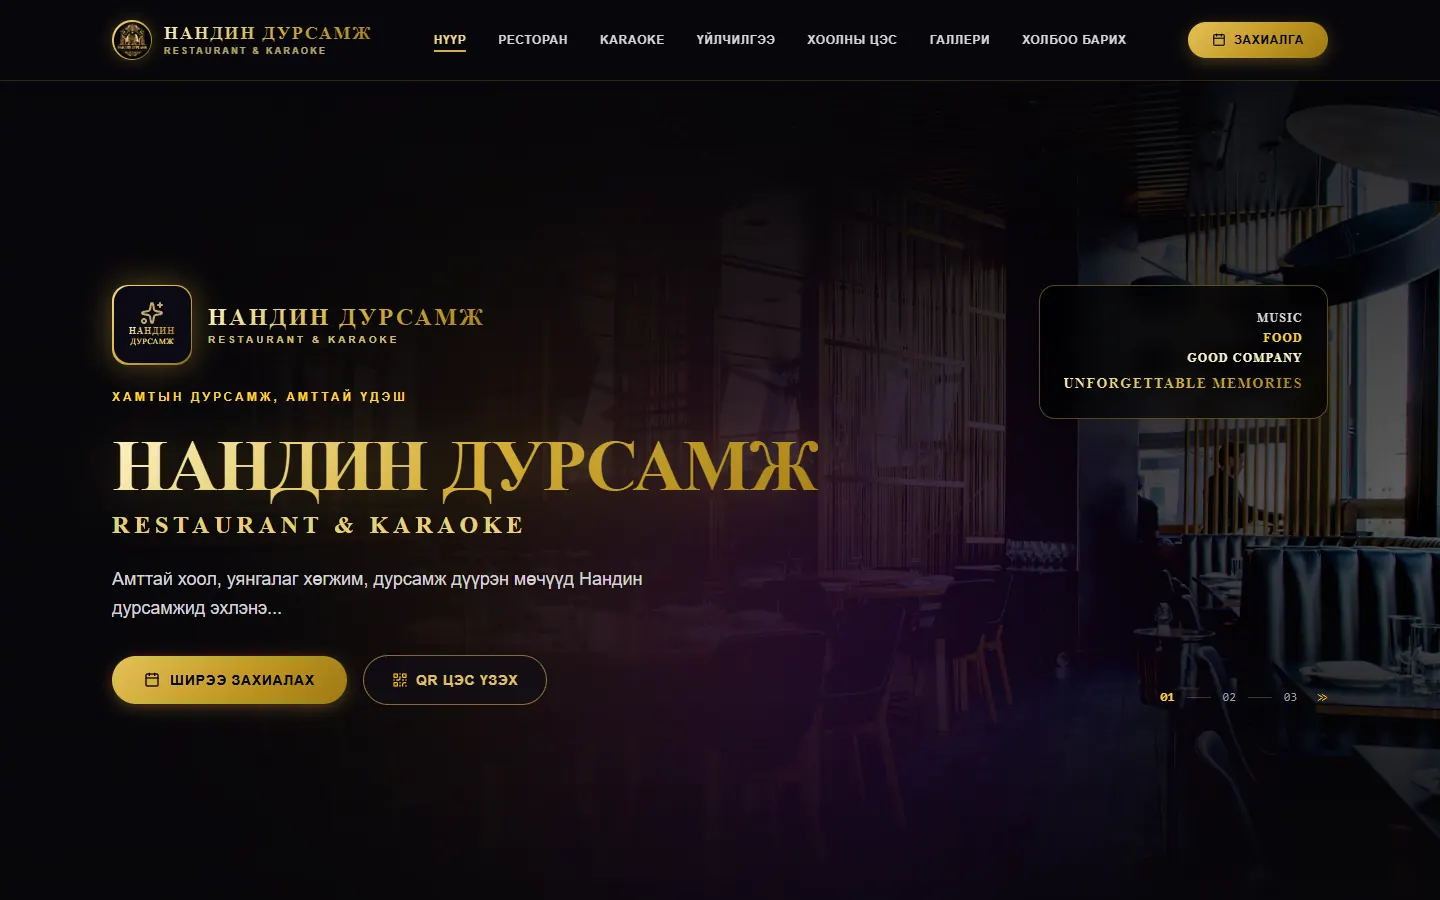 НАНДИН ДУРСАМЖ
RESTAURANT & KARAOKE
НҮҮР
РЕСТОРАН
KARAOKE
ҮЙЛЧИЛГЭЭ
ХООЛНЫ ЦЭС
ГАЛЛЕРИ
ХОЛБОО БАРИХ
ЗАХИАЛГА
НАНДИН
ДУРСАМЖ
НАНДИН ДУРСАМЖ
RESTAURANT & KARAOKE
MUSIC
FOOD
GOOD COMPANY
UNFORGETTABLE MEMORIES
ХАМТЫН ДУРСАМЖ, АМТТАЙ ҮДЭШ
НАНДИН ДУРСАМЖ
RESTAURANT & KARAOKE
Амттай хоол, уянгалаг хөгжим, дурсамж дүүрэн мөчүүд Нандин
дурсамжид эхлэнэ...
ШИРЭЭ ЗАХИАЛАХ
QR ЦЭС ҮЗЭХ
01 02 03